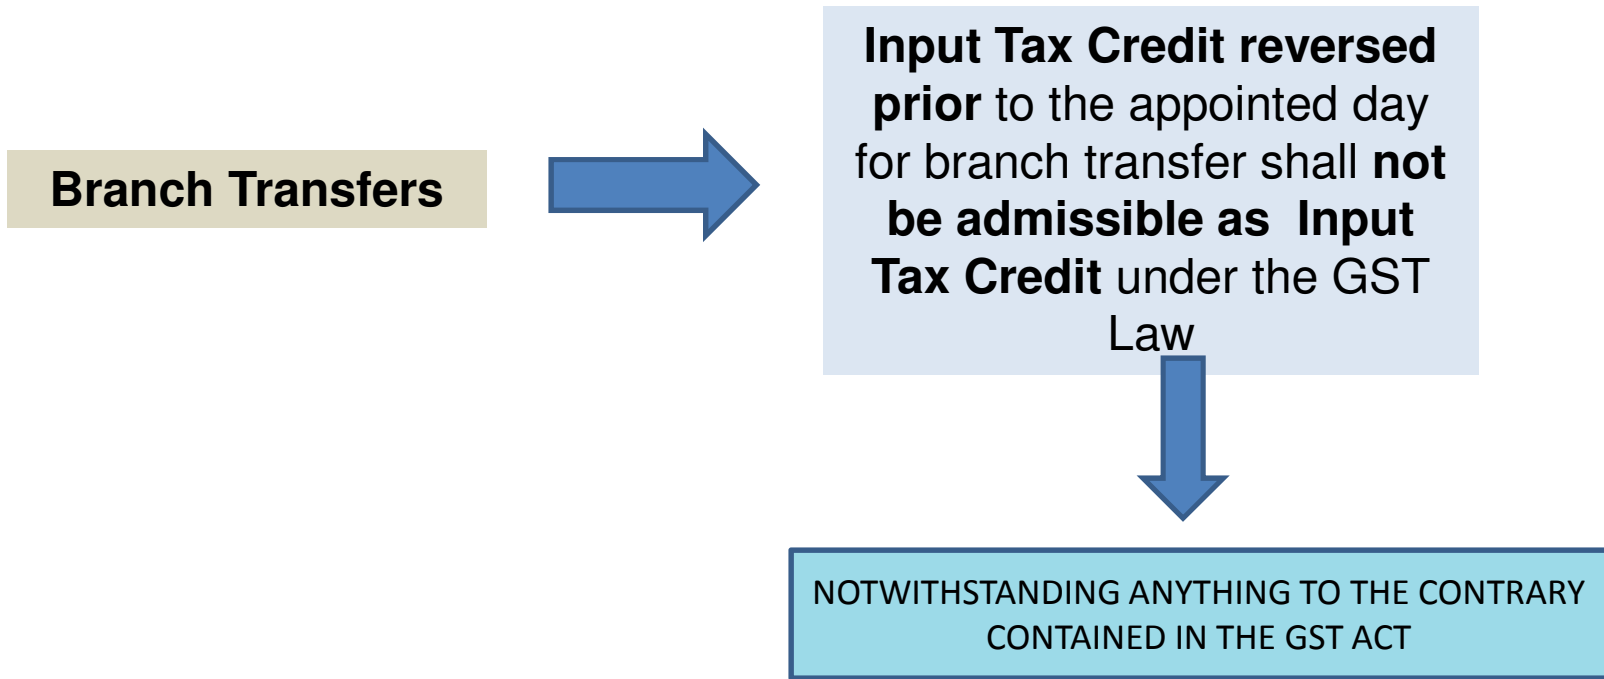 Branch Transfers
Input Tax Credit reversed
prior to the appointed day
for branch transfer shall not
be admissible as Input
Tax Credit under the GST
Law
NOTWITHSTANDING ANYTHING TO THE CONTRARY
CONTAINED IN THE GST ACT